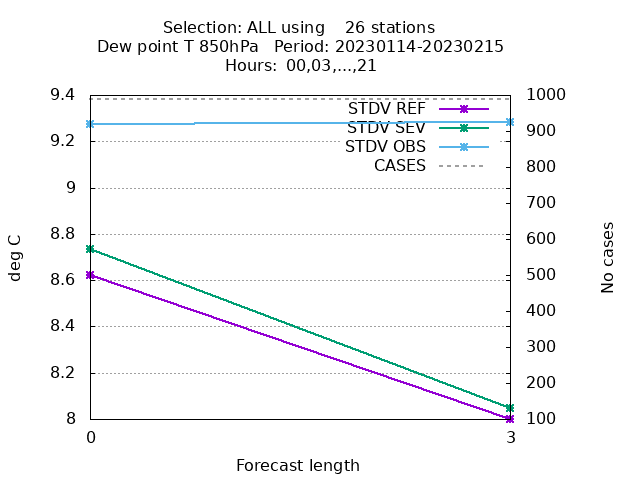 Selection: ALL using    26 stations
Dew point T 850hPa   Period: 20230114-20230215
Hours: 00,03,...,21
STDV REF
STDV SEV
STDV OBS
CASES
9.4
9.2
9
8.8
8.6
8.4
8.2
8
1000
900
800
700
600
500
400
300
200
100
deg C
No cases
0
3
Forecast length